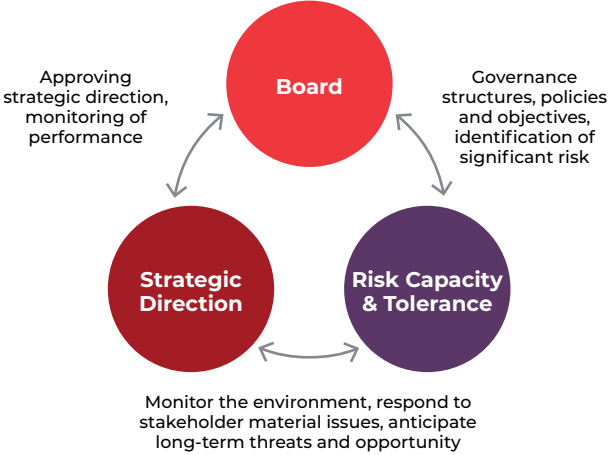 Board
Approving
strategic direction,
monitoring of
performance
Governance
structures, policies
and objectives,
identification of
significant risk
Strategic
Direction
Risk Capacity
& Tolerance
Monitor the environment, respond to
stakeholder material issues, anticipate
long-term threats and opportunity